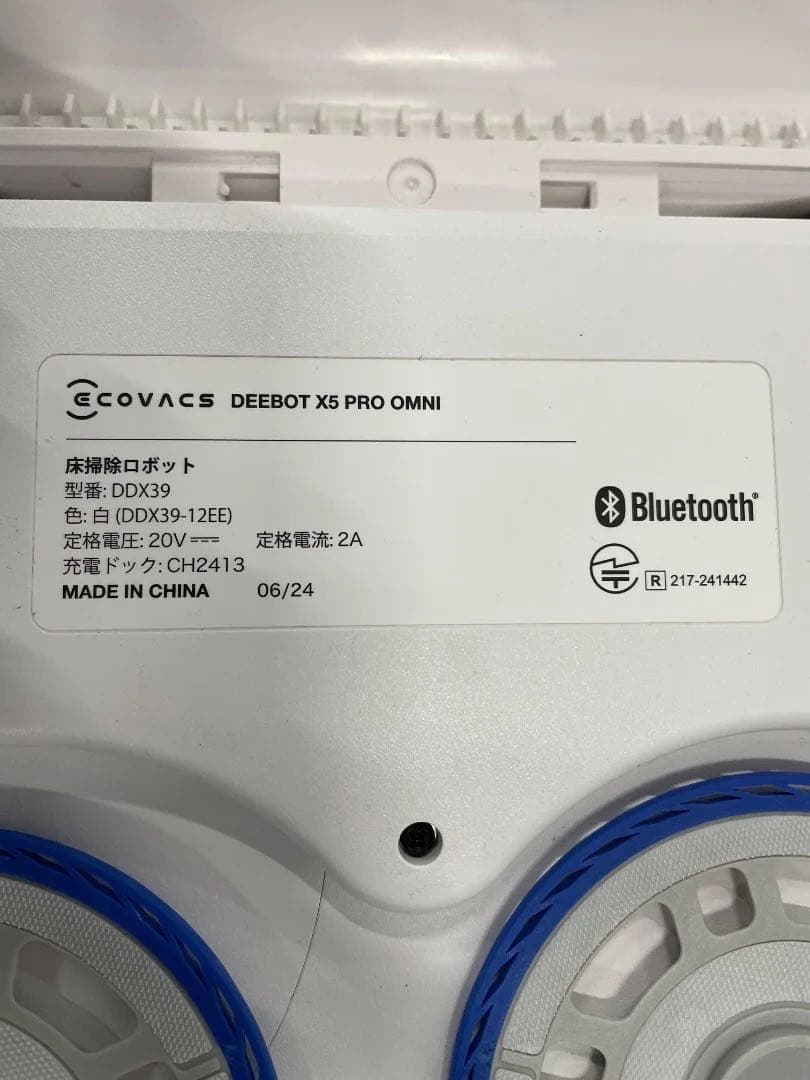 ECOVACS DEEBOT X5 PRO OMNI
床掃除ロボット
型番: DDX39
色: 白 (DDX39-12EE)
定格電圧: 20V⎓ 定格電流: 2A
充電ドック: CH2413
MADE IN CHINA 06/24
Bluetooth®
R 217-241442